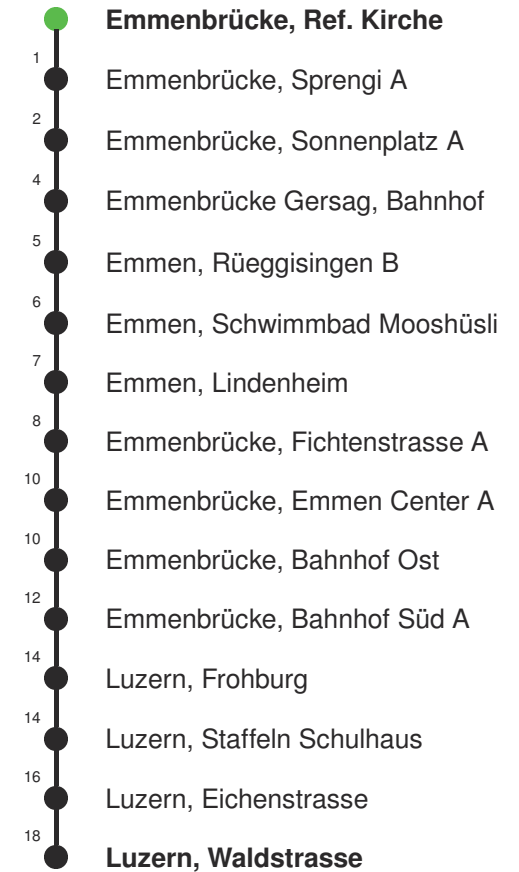 Emmenbrücke, Ref. Kirche
1
Emmenbrücke, Sprengi A
2
Emmenbrücke, Sonnenplatz A
4
Emmenbrücke Gersag, Bahnhof
5
Emmen, Rüeggisingen B
6
Emmen, Schwimmbad Mooshüsli
7
Emmen, Lindenheim
8
Emmenbrücke, Fichtenstrasse A
10
Emmenbrücke, Emmen Center A
10
Emmenbrücke, Bahnhof Ost
12
Emmenbrücke, Bahnhof Süd A
14
Luzern, Frohburg
14
Luzern, Staffeln Schulhaus
16
Luzern, Eichenstrasse
18
Luzern, Waldstrasse